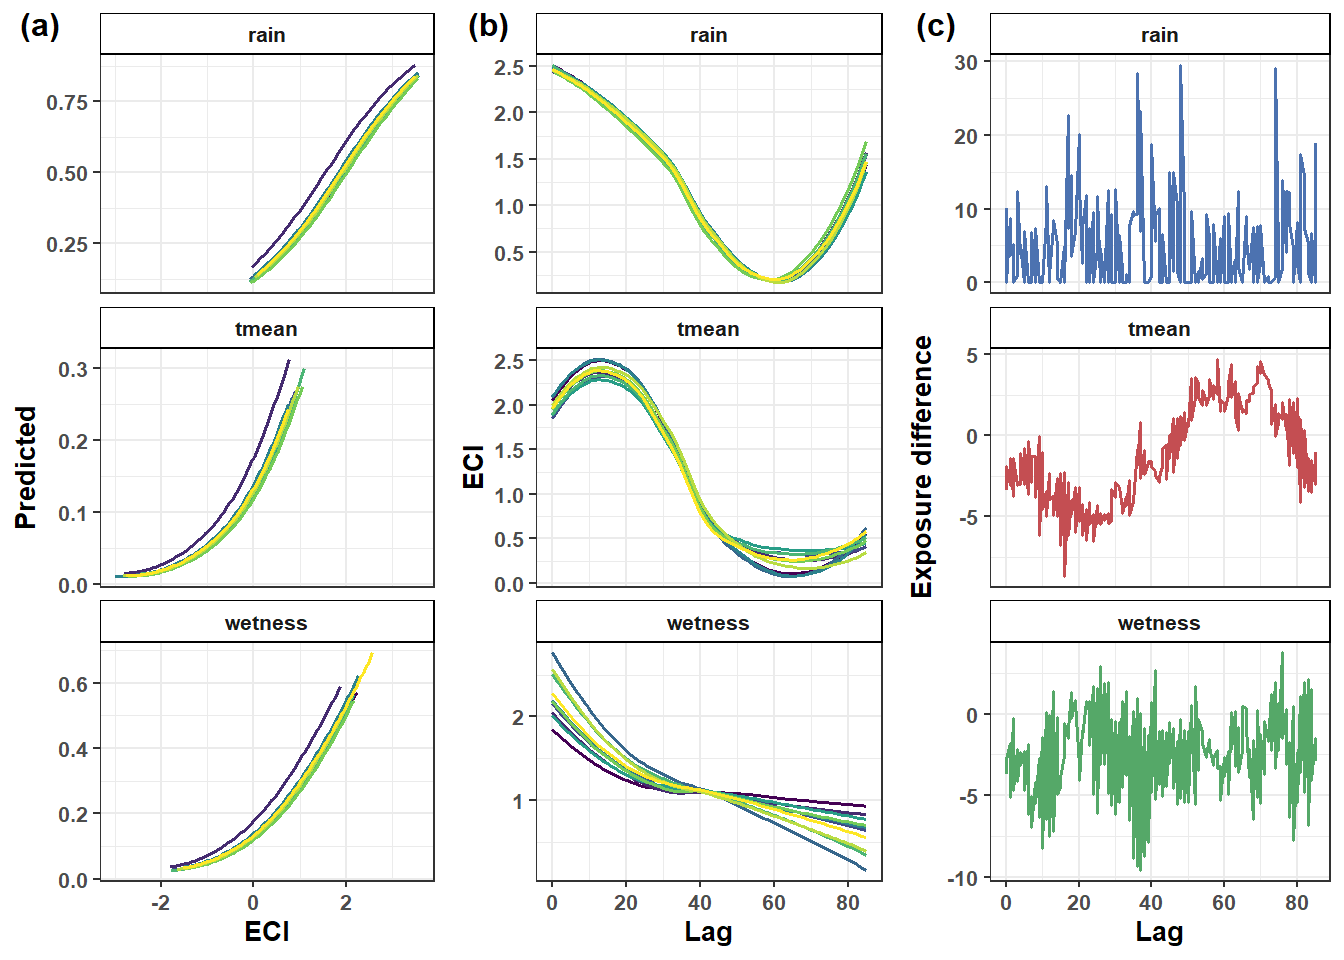 (a)
rain
0.75
0.50
0.25
tmean
0.3
0.2
0.1
0.0
wetness
0.6
0.4
0.2
0.0
-2 0 2
ECI
Predicted
(b)
rain
2.5
2.0
1.5
1.0
0.5
tmean
2.5
2.0
1.5
1.0
0.5
0.0
wetness
2
1
0 20 40 60 80
Lag
ECI
(c)
rain
30
20
10
0
tmean
5
0
-5
wetness
0
-5
-10
0 20 40 60 80
Lag
Exposure difference